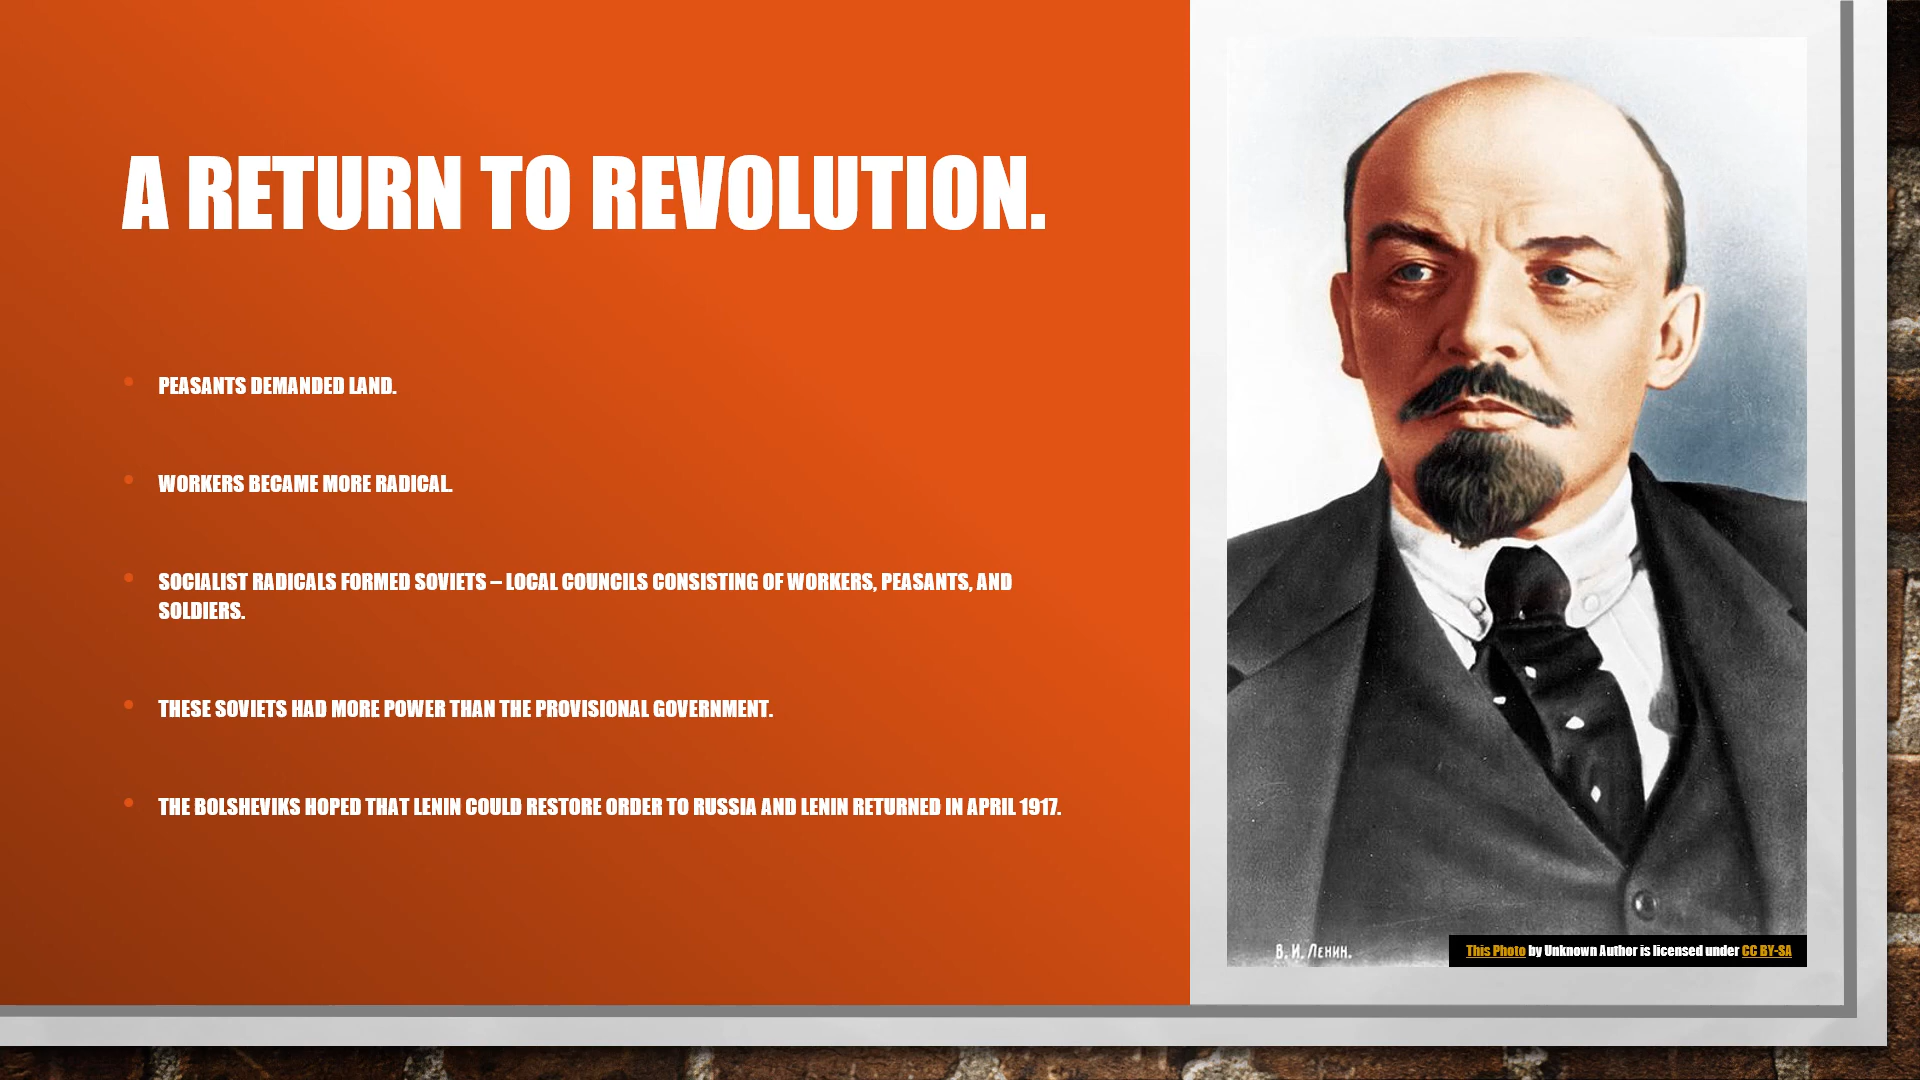 A RETURN TO REVOLUTION.
• PEASANTS DEMANDED LAND.
• WORKERS BECAME MORE RADICAL.
• SOCIALIST RADICALS FORMED SOVIETS – LOCAL COUNCILS CONSISTING OF WORKERS, PEASANTS, AND
SOLDIERS.
• THESE SOVIETS HAD MORE POWER THAN THE PROVISIONAL GOVERNMENT.
• THE BOLSHEVIKS HOPED THAT LENIN COULD RESTORE ORDER TO RUSSIA AND LENIN RETURNED IN APRIL 1917.
В. И. Ленин.
This Photo by Unknown Author is licensed under CC BY-SA